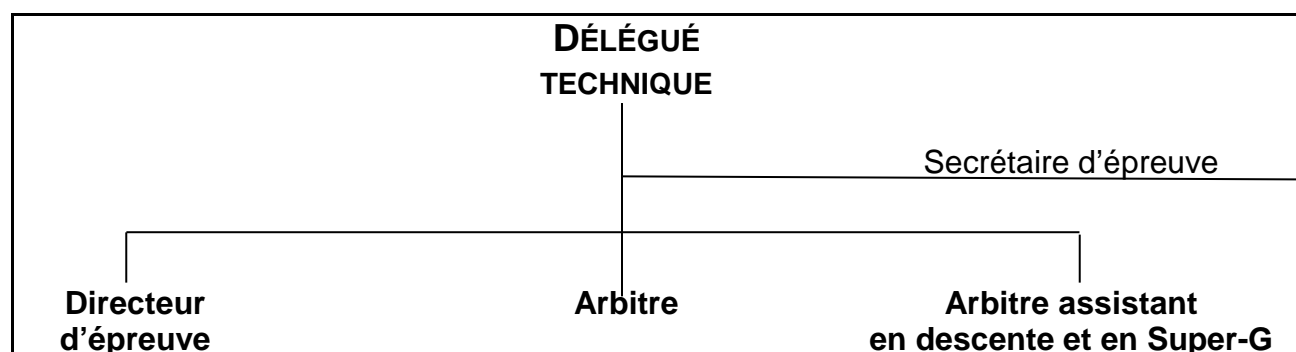 DÉLÉGUÉ
TECHNIQUE
Secrétaire d'épreuve
Directeur
d'épreuve
Arbitre
Arbitre assistant
en descente et en Super-G